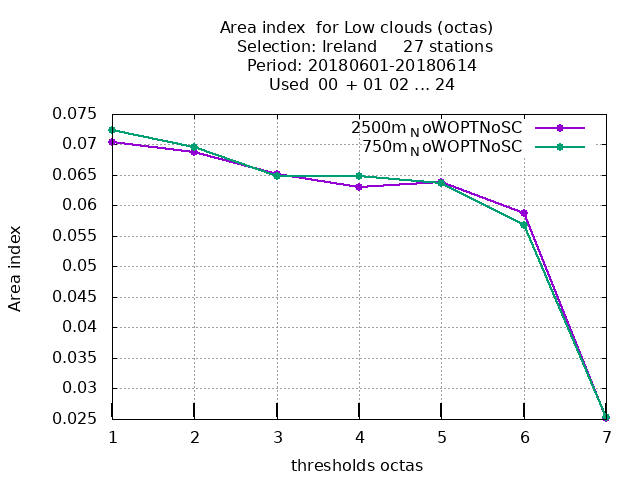 Area index  for Low clouds (octas)
Selection: Ireland     27 stations
Period: 20180601-20180614
Used  00 + 01 02 ... 24
2500m_NoWOPTNoSC
750m_NoWOPTNoSC
0.075
0.07
0.065
0.06
0.055
0.05
0.045
0.04
0.035
0.03
0.025
Area index
1 2 3 4 5 6 7
thresholds octas